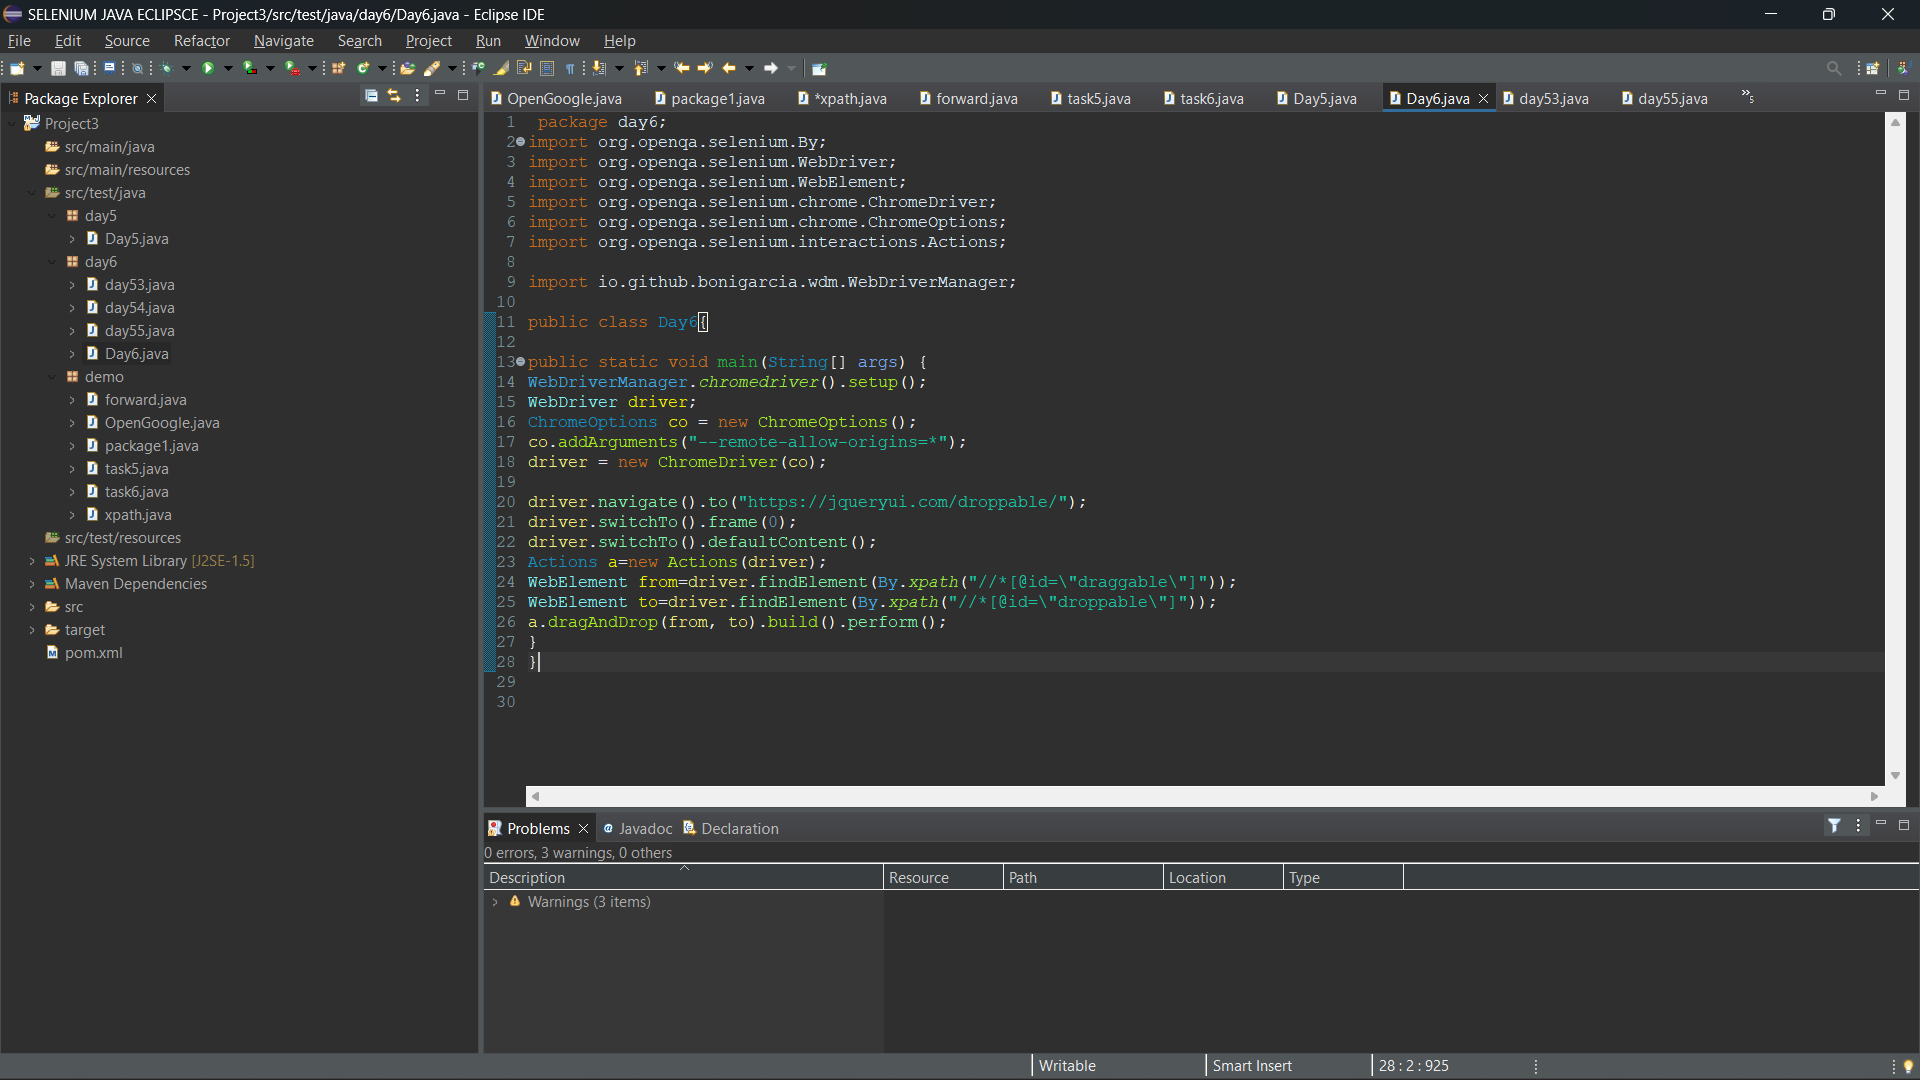 SELENIUM JAVA ECLIPSCE - Project3/src/test/java/day6/Day6.java - Eclipse IDE
File Edit Source Refactor Navigate Search Project Run Window Help
Package Explorer
Project3
src/main/java
src/main/resources
src/test/java
day5
Day5.java
day6
day53.java
day54.java
day55.java
Day6.java
demo
forward.java
OpenGoogle.java
package1.java
task5.java
task6.java
xpath.java
src/test/resources
JRE System Library [J2SE-1.5]
Maven Dependencies
src
target
pom.xml
OpenGoogle.java package1.java *xpath.java forward.java task5.java task6.java Day5.java Day6.java day53.java day55.java »5
1 package day6;
2 import org.openqa.selenium.By;
3 import org.openqa.selenium.WebDriver;
4 import org.openqa.selenium.WebElement;
5 import org.openqa.selenium.chrome.ChromeDriver;
6 import org.openqa.selenium.chrome.ChromeOptions;
7 import org.openqa.selenium.interactions.Actions;
8
9 import io.github.bonigarcia.wdm.WebDriverManager;
10
11 public class Day6{
12
13 public static void main(String[] args) {
14 WebDriverManager.chromedriver().setup();
15 WebDriver driver;
16 ChromeOptions co = new ChromeOptions();
17 co.addArguments("--remote-allow-origins=*");
18 driver = new ChromeDriver(co);
19
20 driver.navigate().to("https://jqueryui.com/droppable/");
21 driver.switchTo().frame(0);
22 driver.switchTo().defaultContent();
23 Actions a=new Actions(driver);
24 WebElement from=driver.findElement(By.xpath("//*[@id=\"draggable\"]"));
25 WebElement to=driver.findElement(By.xpath("//*[@id=\"droppable\"]"));
26 a.dragAndDrop(from, to).build().perform();
27 }
28 }
29
30
Problems Javadoc Declaration
0 errors, 3 warnings, 0 others
Description Resource Path Location Type
Warnings (3 items)
Writable Smart Insert 28 : 2 : 925